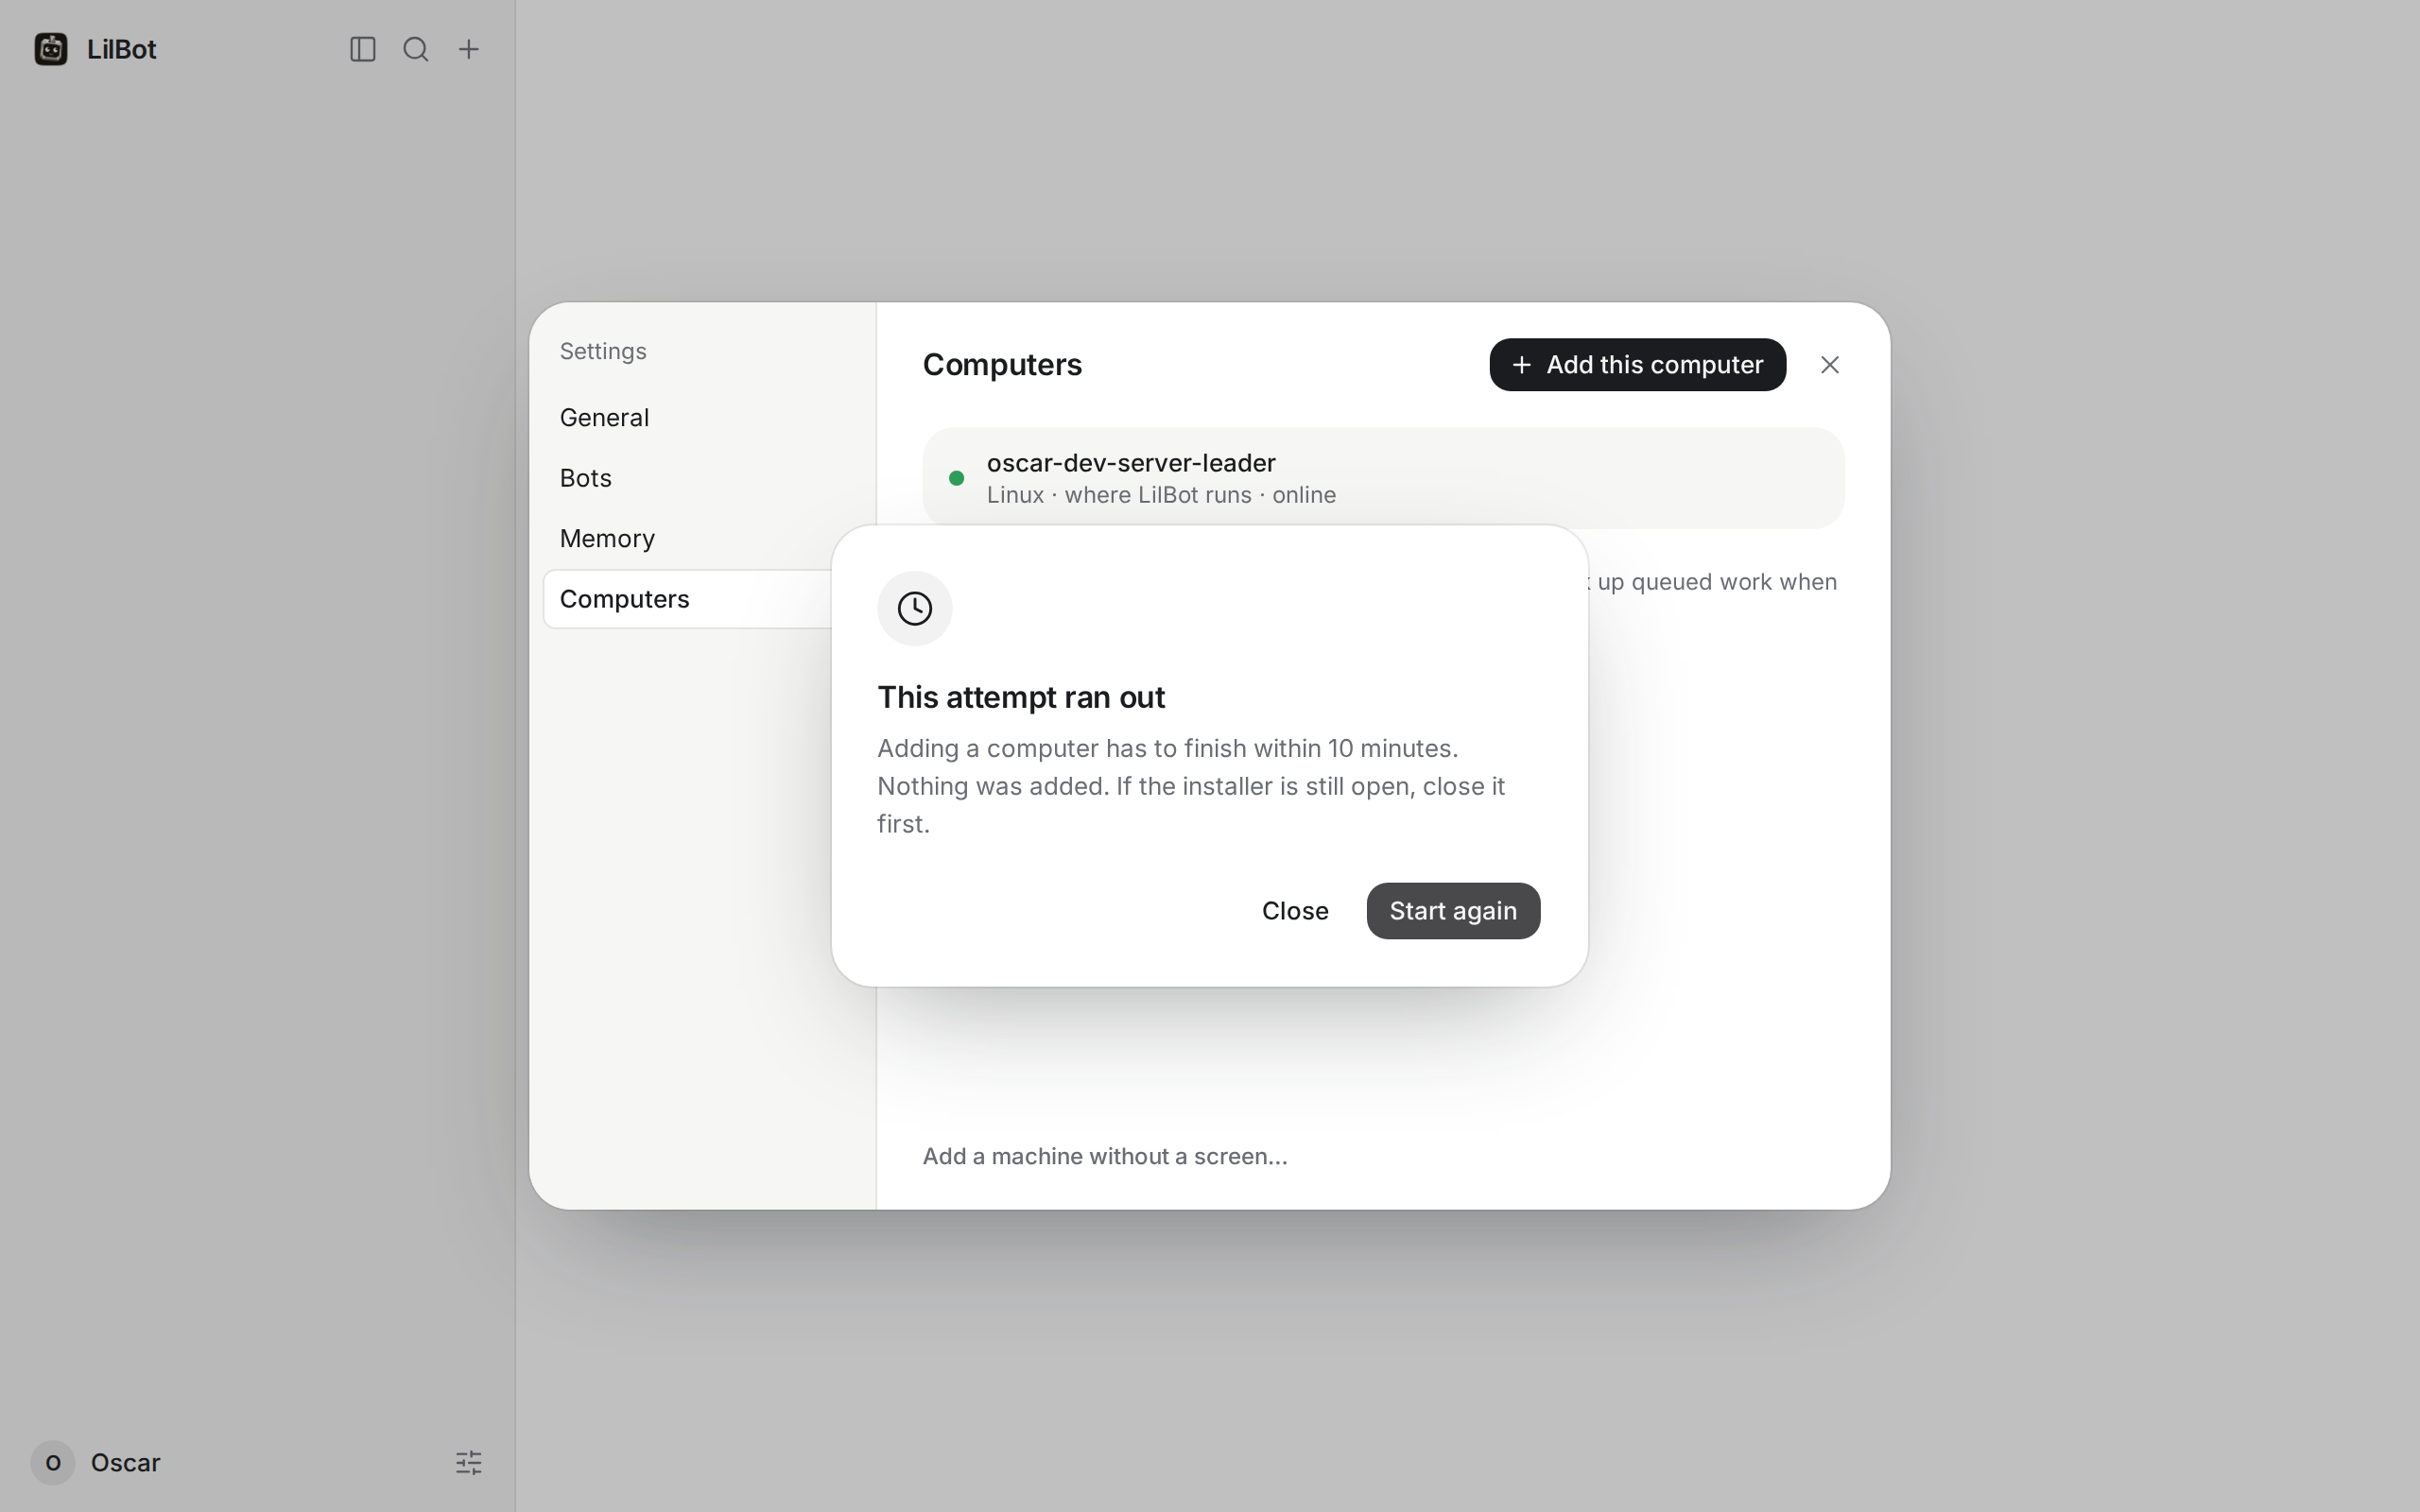 LilBot
Settings
General
Bots
Memory
Computers
Computers
Add this computer
oscar-dev-server-leader
Linux · where LilBot runs · online
up queued work when
This attempt ran out
Adding a computer has to finish within 10 minutes.
Nothing was added. If the installer is still open, close it
first.
Close
Start again
Add a machine without a screen...
O
Oscar